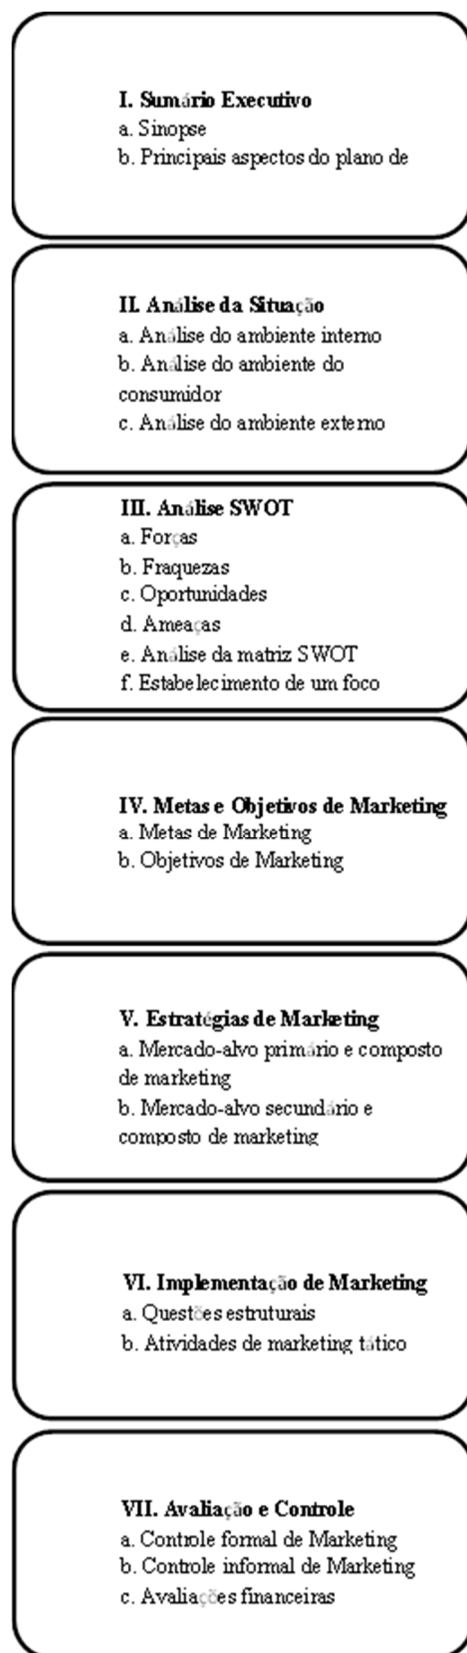 I. Sumário Executivo
a. Sinopse
b. Principais aspectos do plano de
II. Análise da Situação
a. Análise do ambiente interno
b. Análise do ambiente do
consumidor
c. Análise do ambiente externo
III. Análise SWOT
a. Forças
b. Fraquezas
c. Oportunidades
d. Ameaças
e. Análise da matriz SWOT
f. Estabelecimento de um foco
IV. Metas e Objetivos de Marketing
a. Metas de Marketing
b. Objetivos de Marketing
V. Estratégias de Marketing
a. Mercado-alvo primário e composto
de marketing
b. Mercado-alvo secundário e
composto de marketing
VI. Implementação de Marketing
a. Questões estruturais
b. Atividades de marketing tático
VII. Avaliação e Controle
a. Controle formal de Marketing
b. Controle informal de Marketing
c. Avaliações financeiras